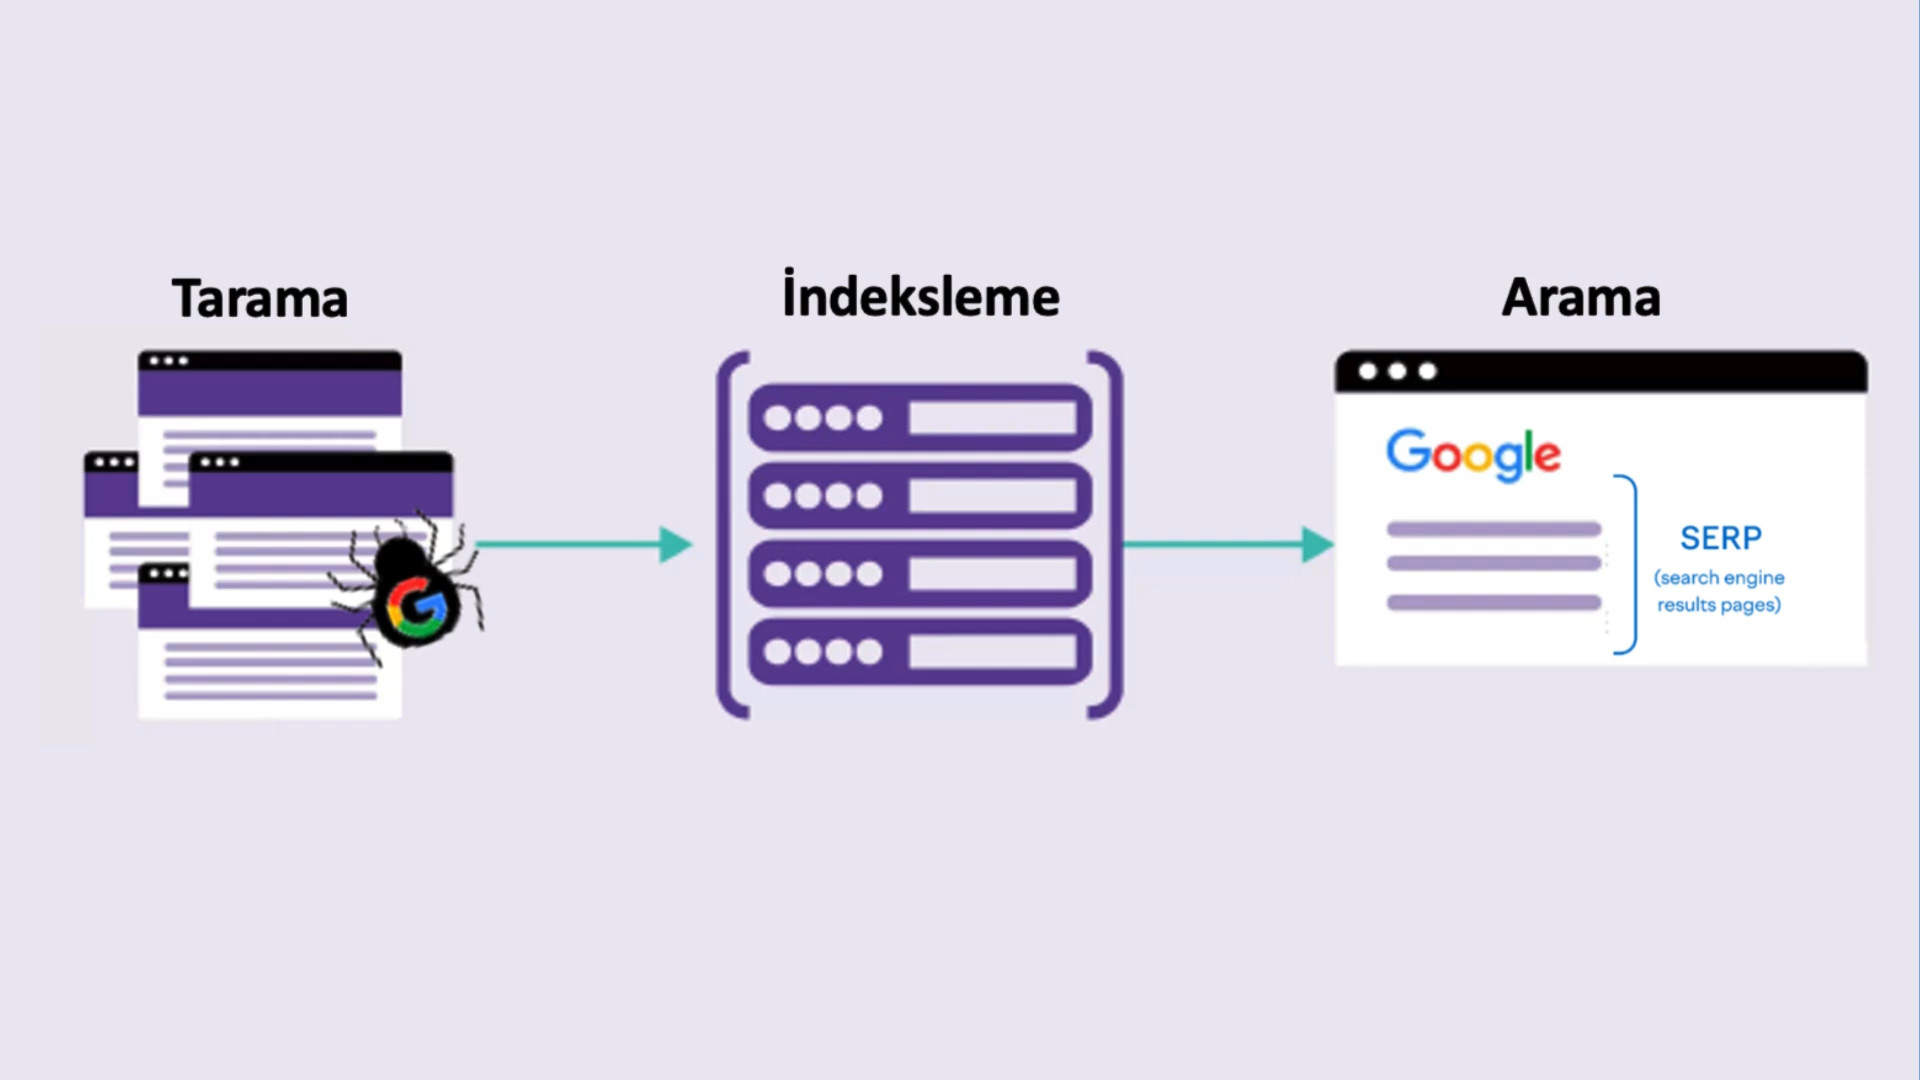 Tarama
İndeksleme
Arama
G
Google
SERP
(search engine
results pages)